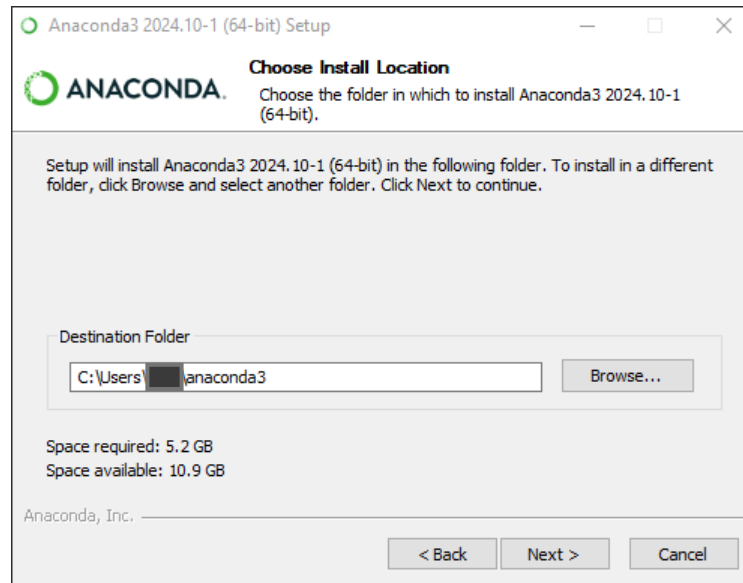 Anaconda3 2024.10-1 (64-bit) Setup
ANACONDA.
Choose Install Location
Choose the folder in which to install Anaconda3 2024.10-1
(64-bit).
Setup will install Anaconda3 2024.10-1 (64-bit) in the following folder. To install in a different
folder, click Browse and select another folder. Click Next to continue.
Destination Folder
C:\Users\ \anaconda3
Browse...
Space required: 5.2 GB
Space available: 10.9 GB
Anaconda, Inc.
< Back
Next >
Cancel